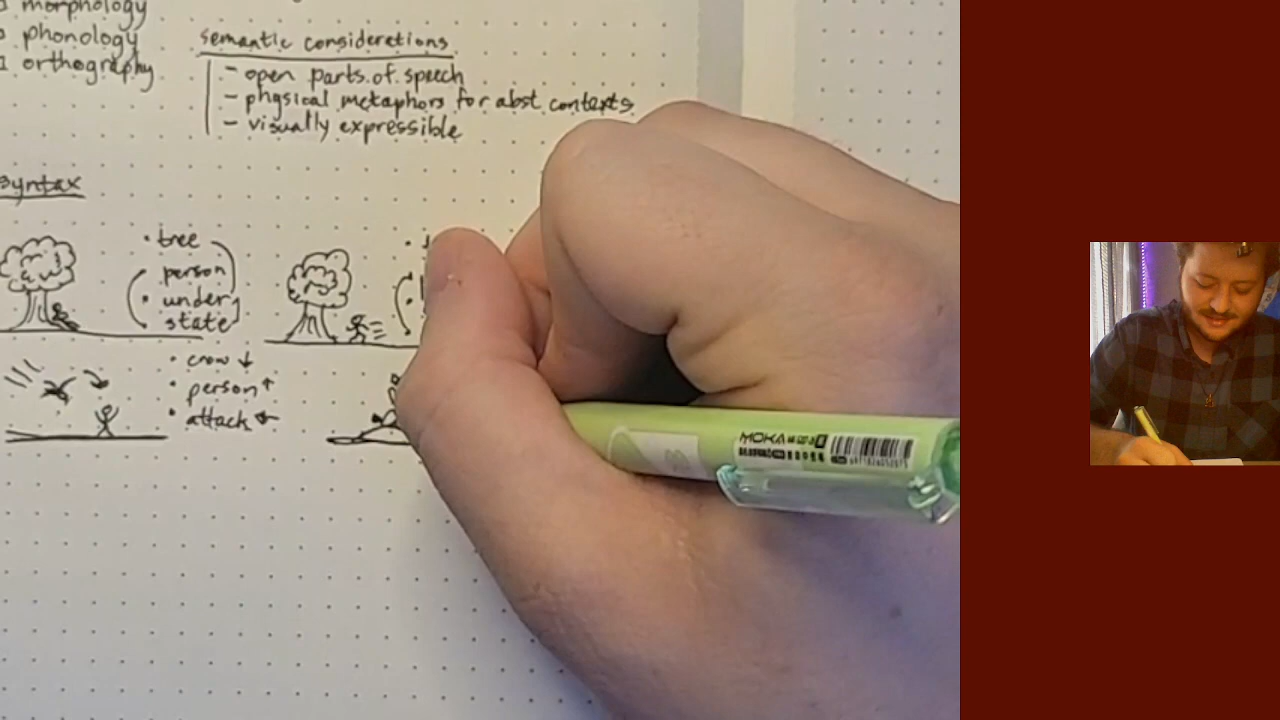 morphology
phonology
orthography
semantic considerations
- open parts of speech
- physical metaphors for abst contexts
- visually expressible
syntax
• tree
person
• under
state
• crow ↓
• person ↑
• attack
MOKA